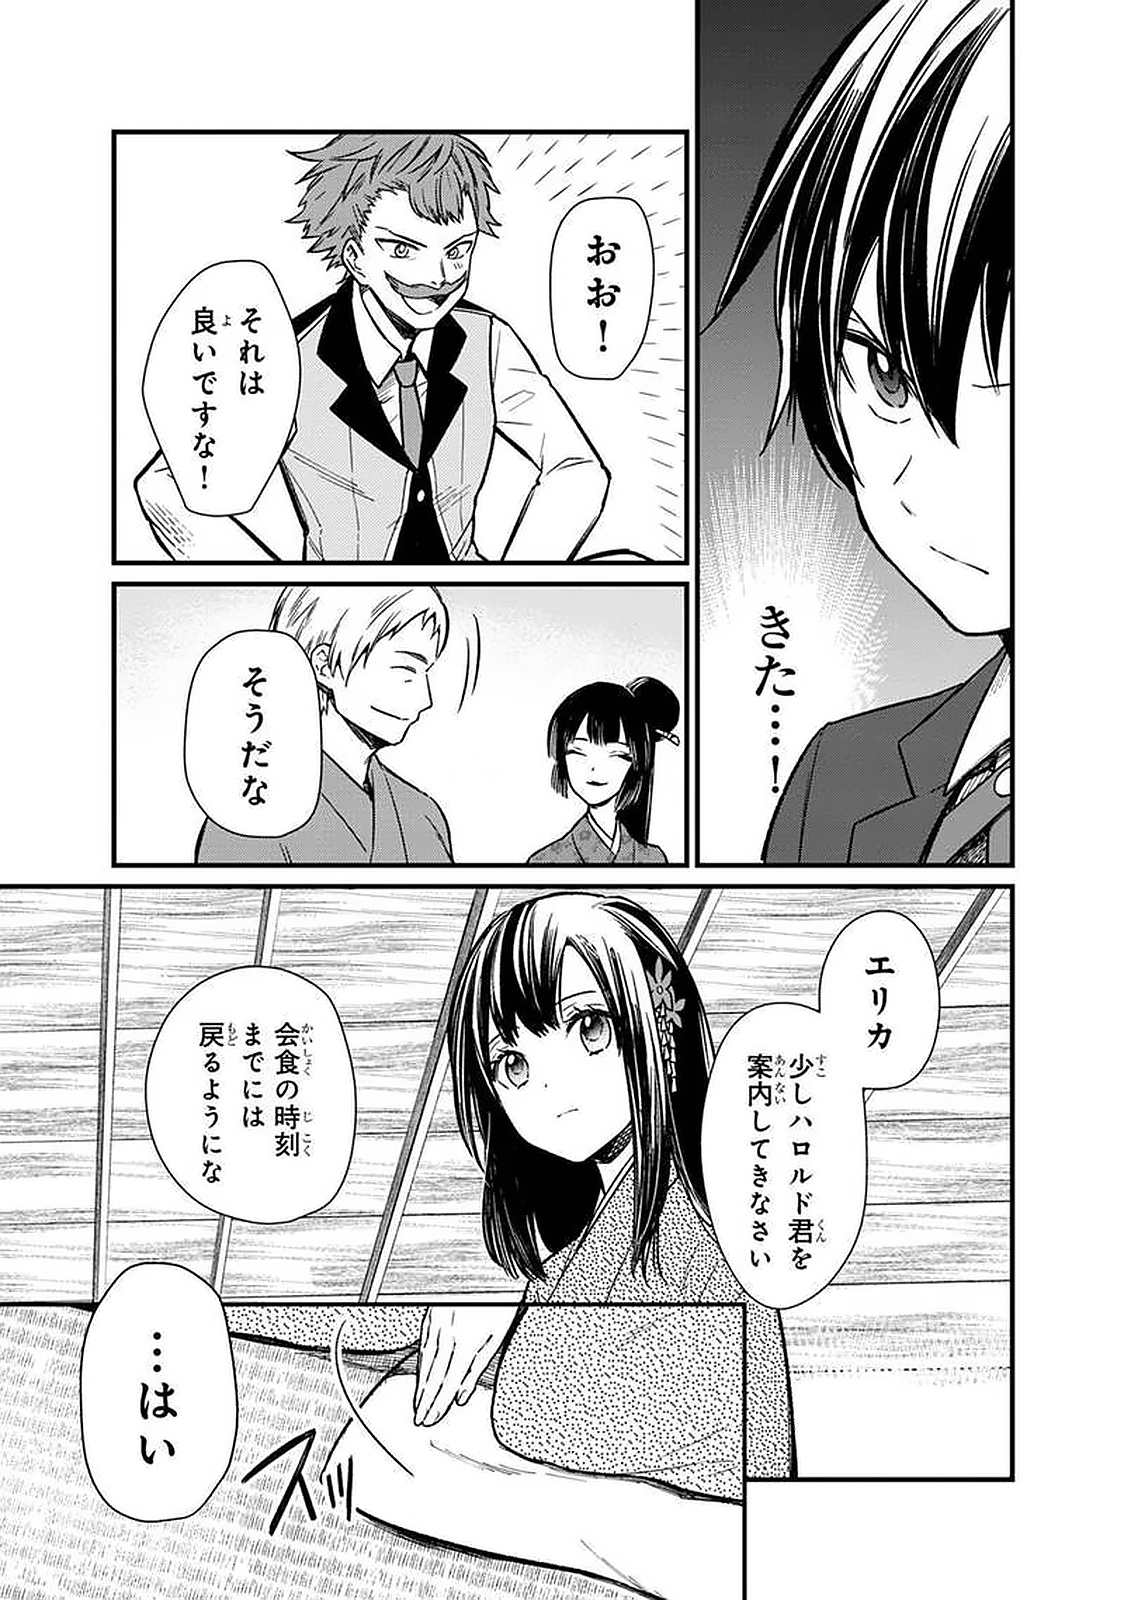 きた…！
おお！
それは
良いですな！
そうだな
エリカ
少しハロルド君を
案内してきなさい
会食の時刻
までには
戻るようにな
…はい
スッ